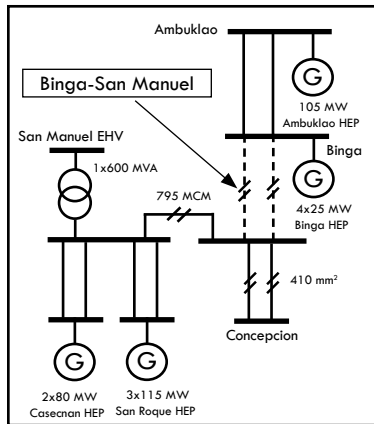 Ambuklao
G
105 MW
Ambuklao HEP
Binga-San Manuel
Binga
G
4x25 MW
Binga HEP
San Manuel EHV
1x600 MVA
795 MCM
410 mm²
Concepcion
G
2x80 MW
Casecnan HEP
G
3x115 MW
San Roque HEP